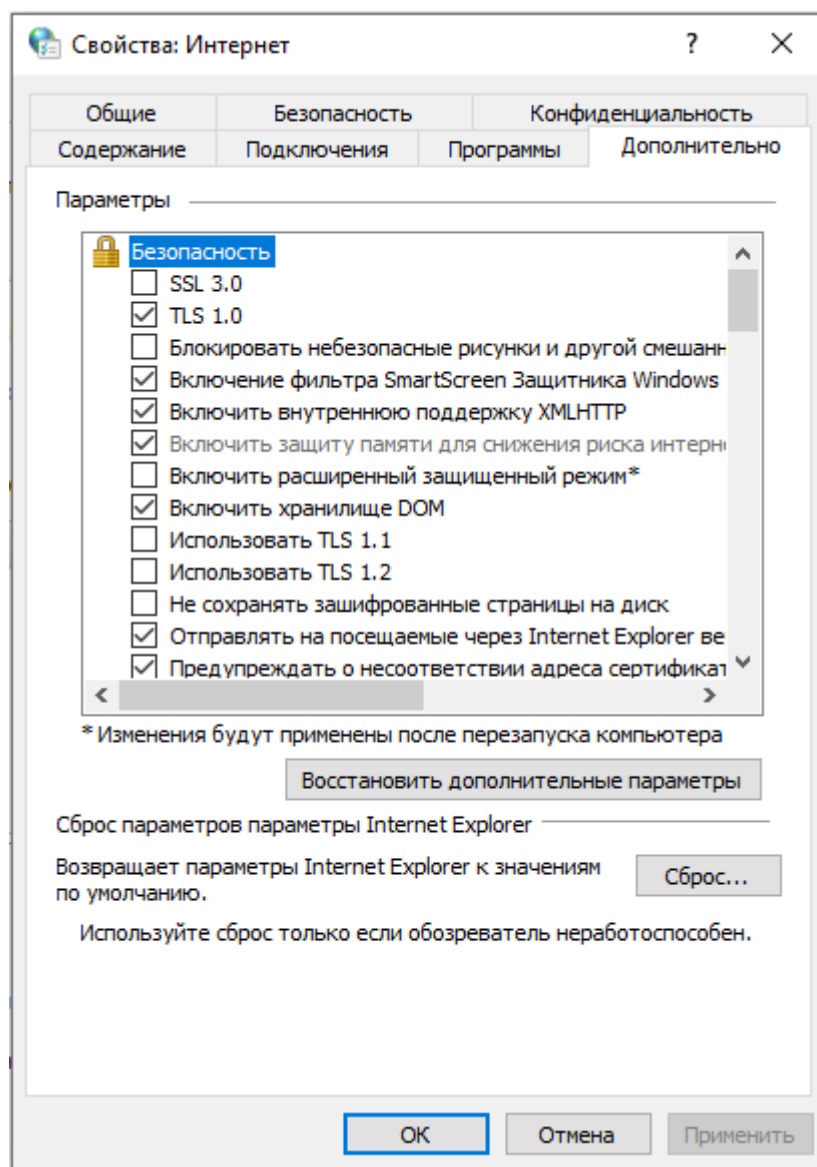 Свойства: Интернет
?
Общие
Безопасность
Конфиденциальность
Содержание
Подключения
Программы
Дополнительно
Параметры
Безопасность
SSL 3.0
TLS 1.0
Блокировать небезопасные рисунки и другой смешанн
Включение фильтра SmartScreen Защитника Windows
Включить внутреннюю поддержку XMLHTTP
Включить защиту памяти для снижения риска интерн
Включить расширенный защищенный режим*
Включить хранилище DOM
Использовать TLS 1.1
Использовать TLS 1.2
Не сохранять зашифрованные страницы на диск
Отправлять на посещаемые через Internet Explorer ве
Предупреждать о несоответствии адреса сертификат
* Изменения будут применены после перезапуска компьютера
Восстановить дополнительные параметры
Сброс параметров параметры Internet Explorer
Возвращает параметры Internet Explorer к значениям
по умолчанию.
Сброс...
Используйте сброс только если обозреватель неработоспособен.
ОК
Отмена
Применить